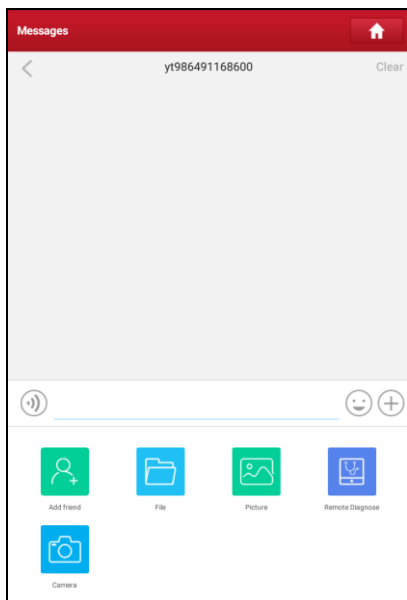 Messages
yt986491168600 Clear
Add friend File Picture Remote Diagnose
Camera